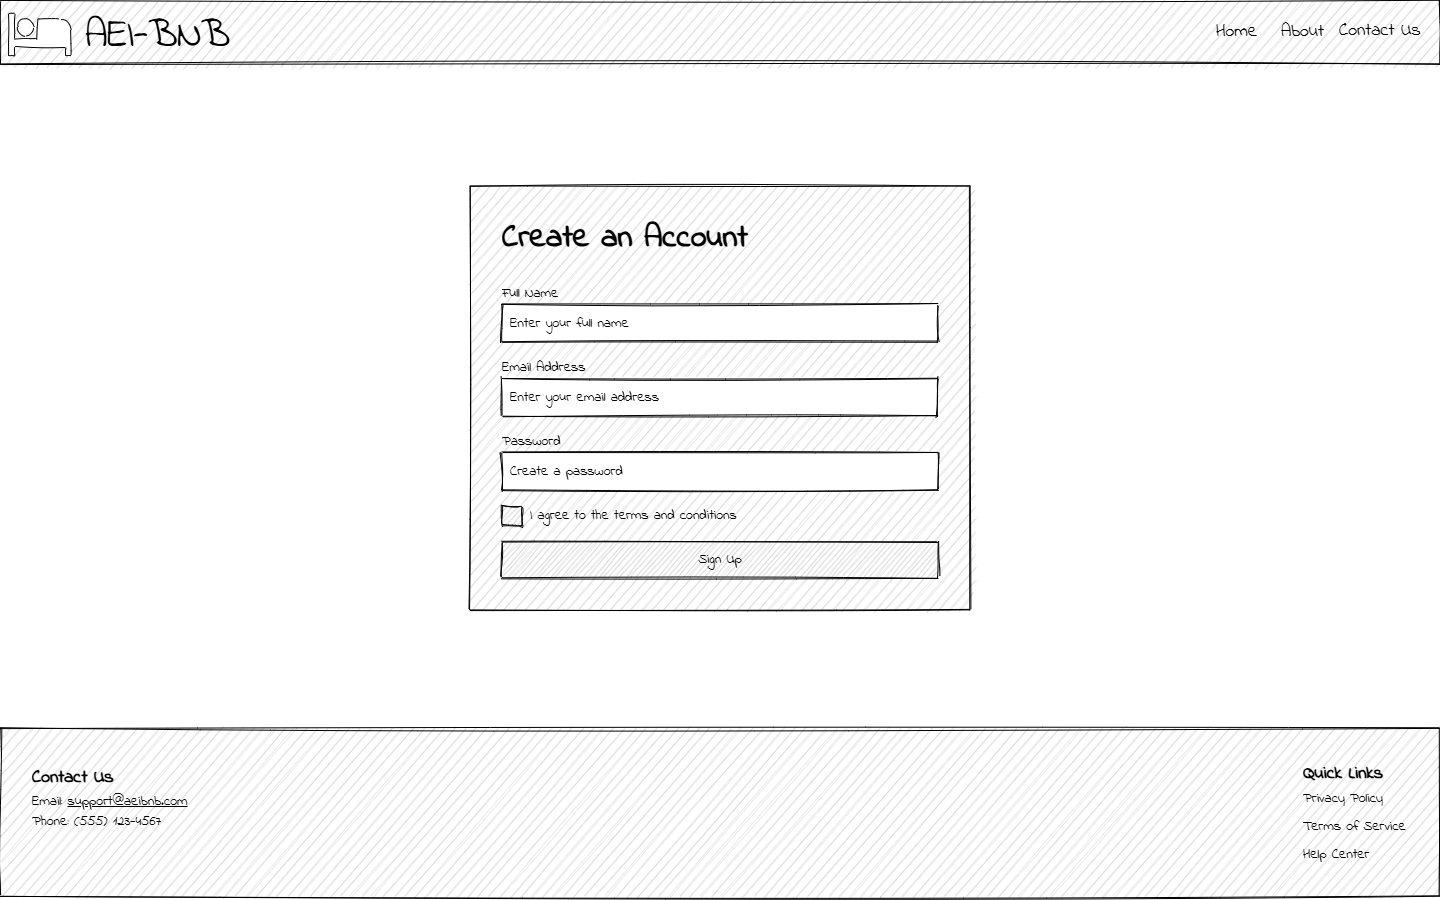 AEI-BNB
Home About Contact Us
Create an Account
Full Name
Enter your full name
Email Address
Enter your email address
Password
Create a password
I agree to the terms and conditions
Sign Up
Contact Us
Email: support@aeibnb.com
Phone: (555) 123-4567
Quick Links
Privacy Policy
Terms of Service
Help Center